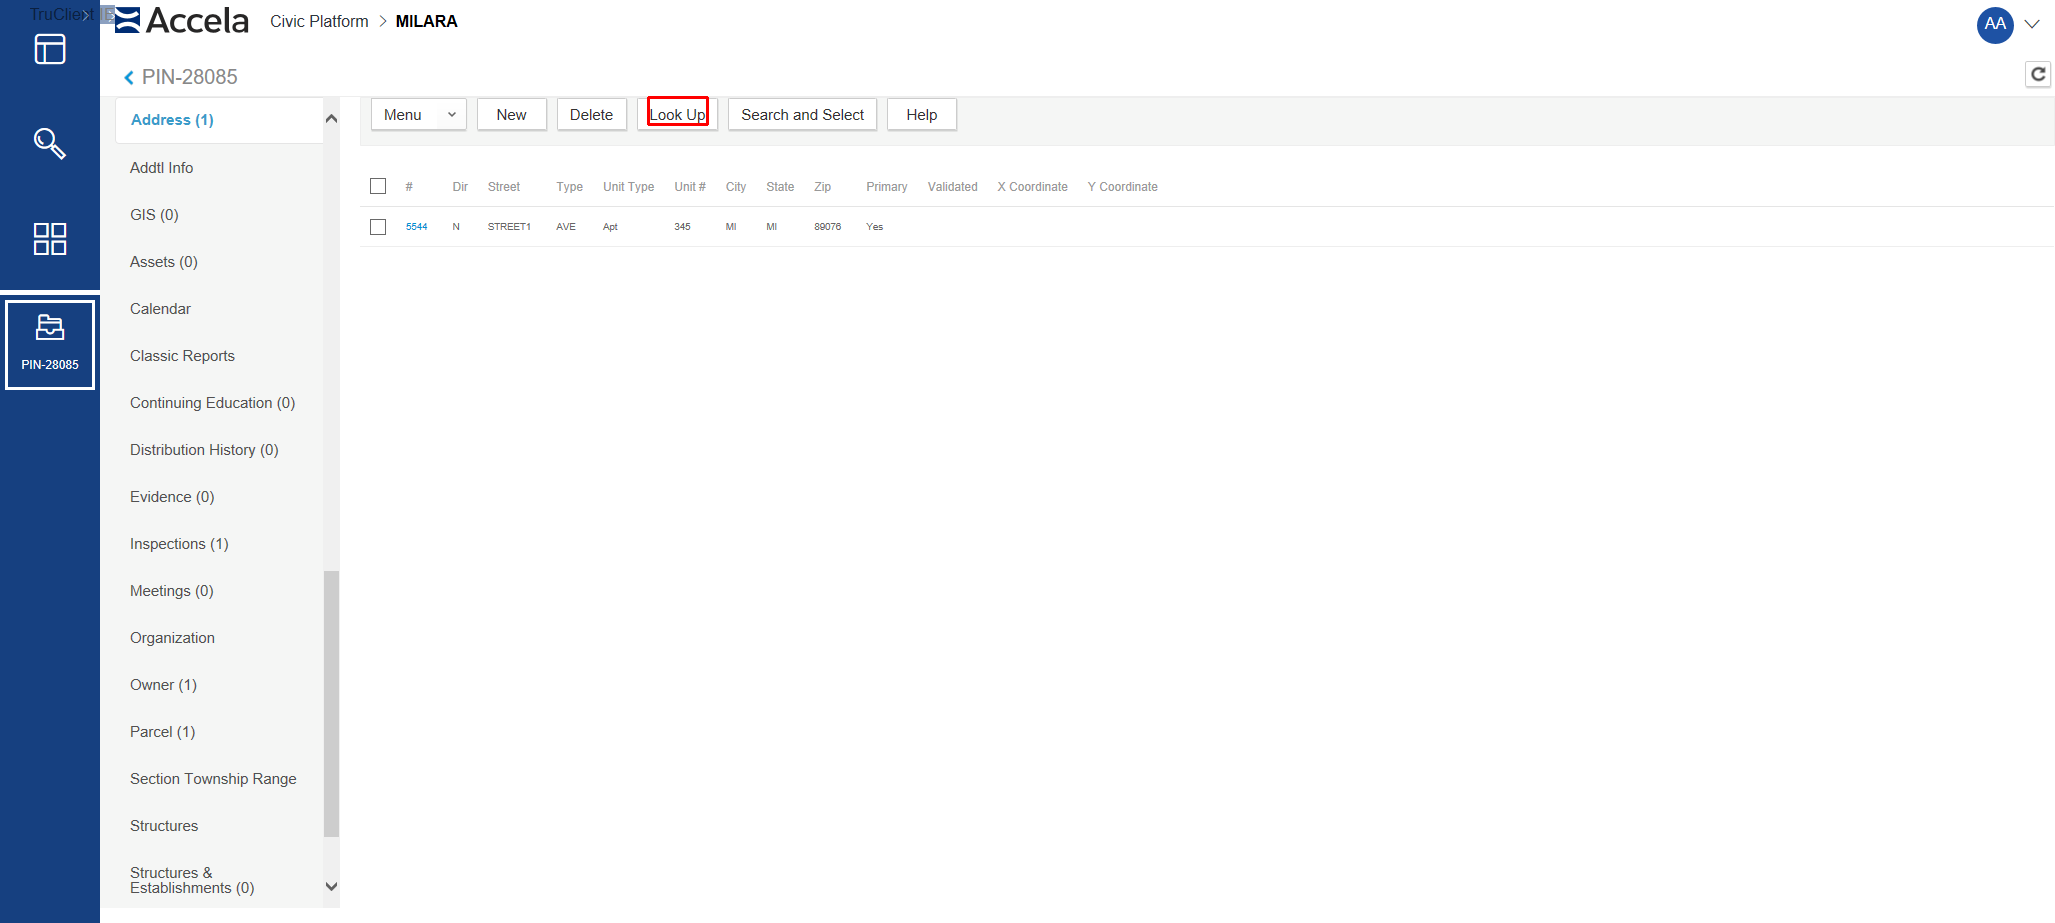 TruClient
Accela
Civic Platform > MILARA
AA
PIN-28085
Menu
New
Delete
Look Up
Search and Select
Help
PIN-28085
Address (1)
Addtl Info
GIS (0)
Assets (0)
Calendar
Classic Reports
Continuing Education (0)
Distribution History (0)
Evidence (0)
Inspections (1)
Meetings (0)
Organization
Owner (1)
Parcel (1)
Section Township Range
Structures
Structures &
Establishments (0)
# Dir Street Type Unit Type Unit # City State Zip Primary Validated X Coordinate Y Coordinate
5544 N STREET1 AVE Apt 345 MI MI 89076 Yes